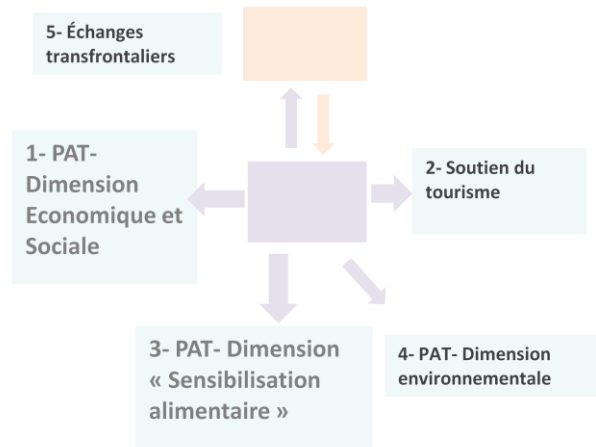 5- Échanges
transfrontaliers
1- PAT-
Dimension
Economique et
Sociale
2- Soutien du
tourisme
3- PAT- Dimension
« Sensibilisation
alimentaire »
4- PAT- Dimension
environnementale